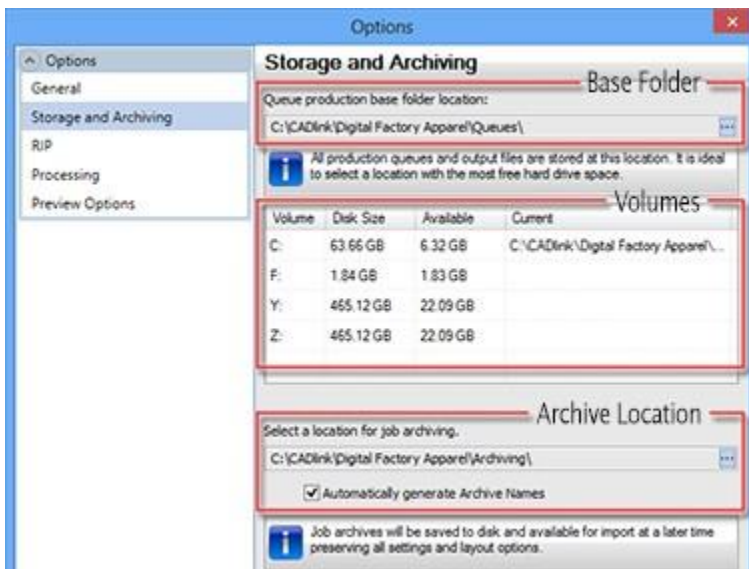 Options
Options
General
Storage and Archiving
RIP
Processing
Preview Options
Storage and Archiving
Base Folder
Queue production base folder location:
C:\CADlink\Digital Factory Apparel\Queues\
...
All production queues and output files are stored at this location. It is ideal
to select a location with the most free hard drive space.
Volumes
Volume Disk Size Available Current
C: 63.66 GB 6.32 GB C:\CADlink\Digital Factory Apparel\...
F: 1.84 GB 1.83 GB
Y: 465.12 GB 22.09 GB
Z: 465.12 GB 22.09 GB
Archive Location
Select a location for job archiving.
C:\CADlink\Digital Factory Apparel\Archiving\
...
Automatically generate Archive Names
Job archives will be saved to disk and available for import at a later time
preserving all settings and layout options.